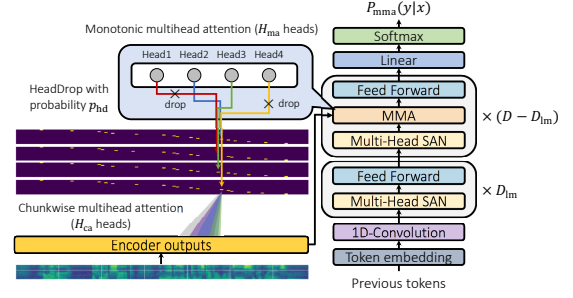 P_mma(y|x)
Softmax
Linear
Feed Forward
MMA
Multi-Head SAN
× (D − D_lm)
Feed Forward
Multi-Head SAN
× D_lm
1D-Convolution
Token embedding
Previous tokens
Monotonic multihead attention (H_ma heads)
Head1 Head2 Head3 Head4
drop
drop
HeadDrop with
probability p_hd
Chunkwise multihead attention
(H_ca heads)
Encoder outputs